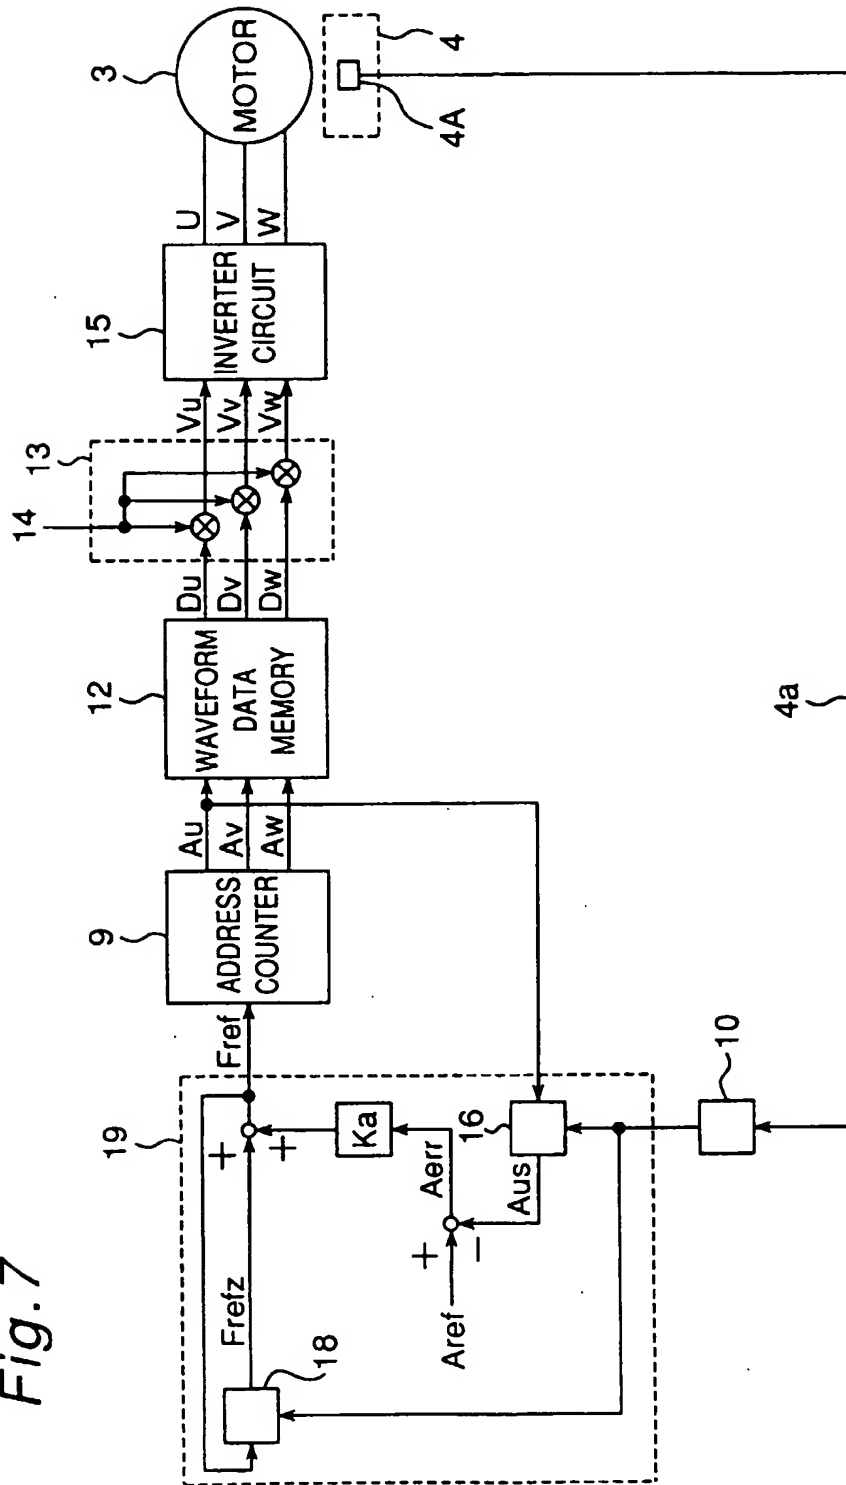 Fig.7
19
Frefz
18
Aref
+
-
Aerr
Aus
16
Ka
+
+
10
Fref
9
ADDRESS
COUNTER
Au
Av
Aw
12
WAVEFORM
DATA
MEMORY
Du
Dv
Dw
14
13
Vu
Vv
Vw
15
INVERTER
CIRCUIT
U
V
W
3
MOTOR
4
4A
4a